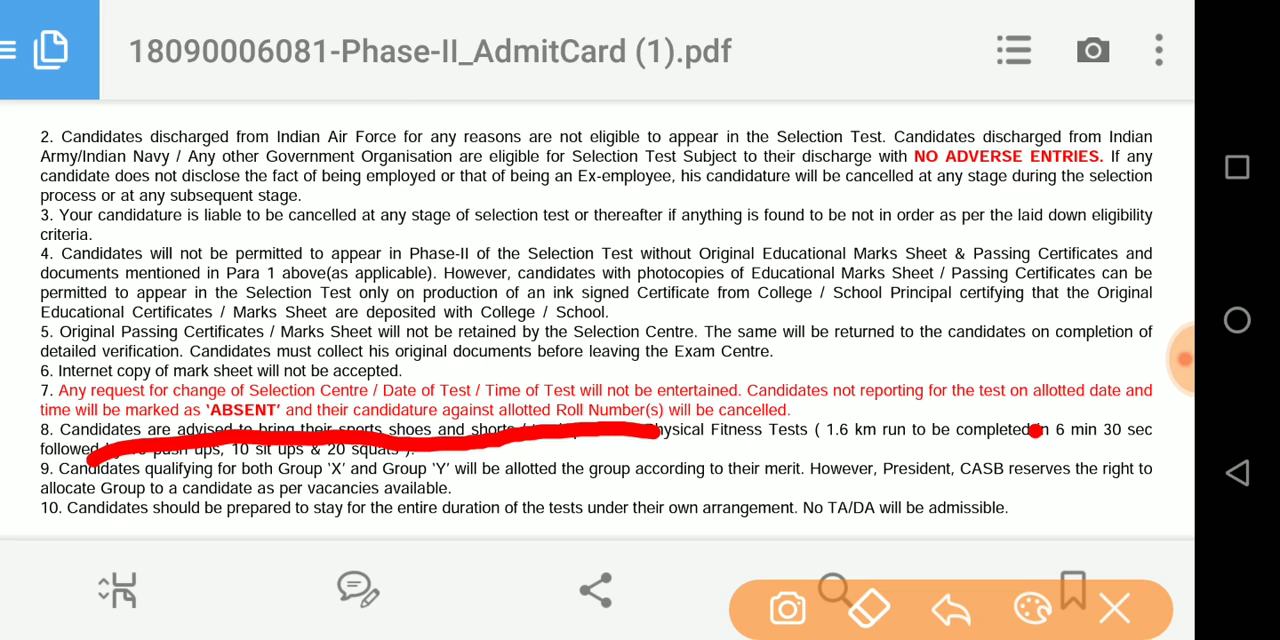 18090006081-Phase-II_AdmitCard (1).pdf
2. Candidates discharged from Indian Air Force for any reasons are not eligible to appear in the Selection Test. Candidates discharged from Indian
Army/Indian Navy / Any other Government Organisation are eligible for Selection Test Subject to their discharge with NO ADVERSE ENTRIES. If any
candidate does not disclose the fact of being employed or that of being an Ex-employee, his candidature will be cancelled at any stage during the selection
process or at any subsequent stage.
3. Your candidature is liable to be cancelled at any stage of selection test or thereafter if anything is found to be not in order as per the laid down eligibility
criteria.
4. Candidates will not be permitted to appear in Phase-II of the Selection Test without Original Educational Marks Sheet & Passing Certificates and
documents mentioned in Para 1 above(as applicable). However, candidates with photocopies of Educational Marks Sheet / Passing Certificates can be
permitted to appear in the Selection Test only on production of an ink signed Certificate from College / School Principal certifying that the Original
Educational Certificates / Marks Sheet are deposited with College / School.
5. Original Passing Certificates / Marks Sheet will not be retained by the Selection Centre. The same will be returned to the candidates on completion of
detailed verification. Candidates must collect his original documents before leaving the Exam Centre.
6. Internet copy of mark sheet will not be accepted.
7. Any request for change of Selection Centre / Date of Test / Time of Test will not be entertained. Candidates not reporting for the test on allotted date and
time will be marked as 'ABSENT' and their candidature against allotted Roll Number(s) will be cancelled.
8. Candidates are advised to bring their sports shoes and shorts / Physical Fitness Tests ( 1.6 km run to be completed in 6 min 30 sec
followed push ups, 10 sit ups & 20 squats ).
9. Candidates qualifying for both Group 'X' and Group 'Y' will be allotted the group according to their merit. However, President, CASB reserves the right to
allocate Group to a candidate as per vacancies available.
10. Candidates should be prepared to stay for the entire duration of the tests under their own arrangement. No TA/DA will be admissible.